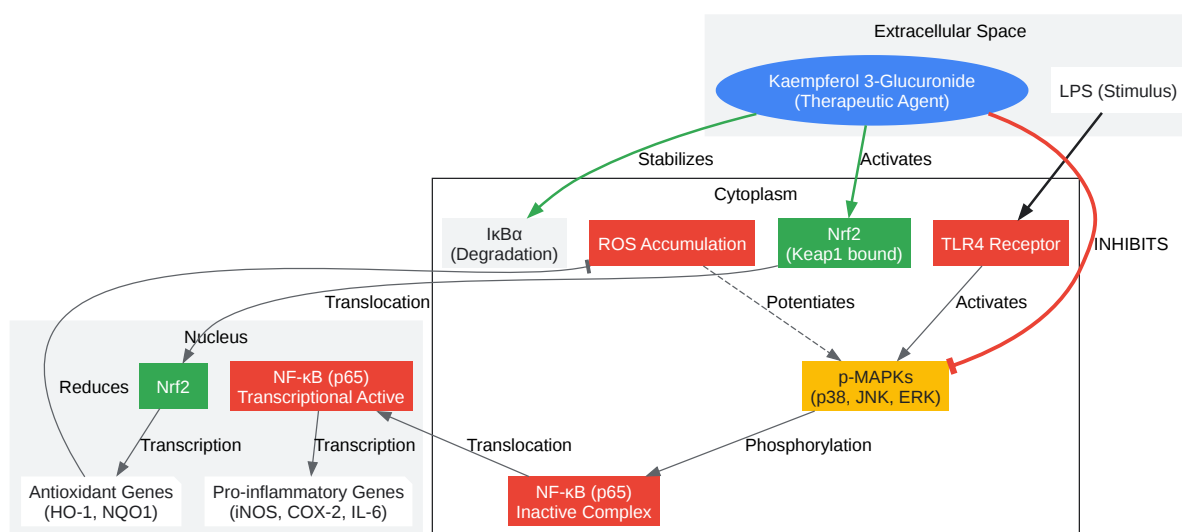 Extracellular Space
Kaempferol 3-Glucuronide
(Therapeutic Agent)
LPS (Stimulus)
Stabilizes
Activates
Cytoplasm
IκBα
(Degradation)
ROS Accumulation
Nrf2
(Keap1 bound)
TLR4 Receptor
INHIBITS
Translocation
Potentiates
Activates
Nucleus
Reduces
Nrf2
NF-κB (p65)
Transcriptional Active
p-MAPKs
(p38, JNK, ERK)
Transcription
Transcription
Translocation
Phosphorylation
Antioxidant Genes
(HO-1, NQO1)
Pro-inflammatory Genes
(iNOS, COX-2, IL-6)
NF-κB (p65)
Inactive Complex